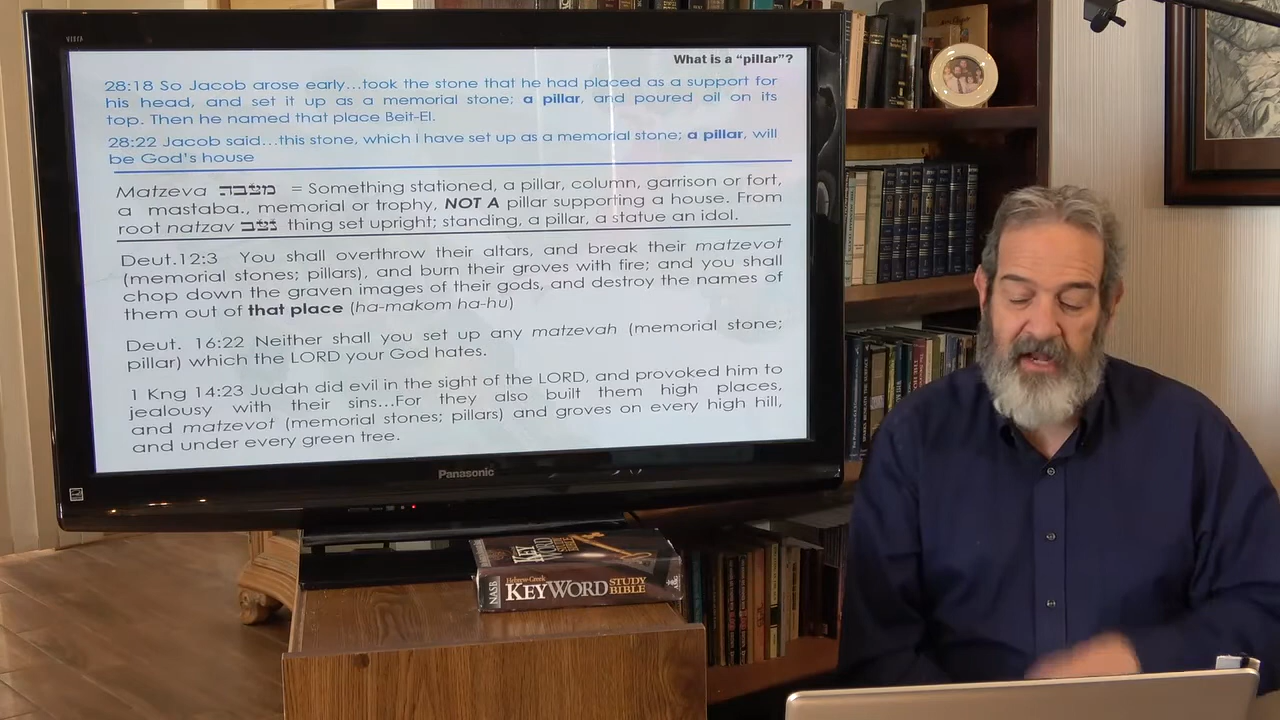 What is a "pillar"?
28:18 So Jacob arose early...took the stone that he had placed as a support for
his head, and set it up as a memorial stone; a pillar, and poured oil on its
top. Then he named that place Beit-El.
28:22 Jacob said...this stone, which I have set up as a memorial stone; a pillar, will
be God's house
Matzeva מצבה = Something stationed, a pillar, column, garrison or fort,
a mastaba., memorial or trophy, NOT A pillar supporting a house. From
root natzav נצב thing set upright; standing, a pillar, a statue an idol.
Deut.12:3 You shall overthrow their altars, and break their matzevot
(memorial stones; pillars), and burn their groves with fire; and you shall
chop down the graven images of their gods, and destroy the names of
them out of that place (ha-makom ha-hu)
Deut. 16:22 Neither shall you set up any matzevah (memorial stone;
pillar) which the LORD your God hates.
1 Kng 14:23 Judah did evil in the sight of the LORD, and provoked him to
jealousy with their sins...For they also built them high places,
and matzevot (memorial stones; pillars) and groves on every high hill,
and under every green tree.
Panasonic
KEY WORD
NASB
Hebrew-Greek
KEY WORD STUDY BIBLE
AMG